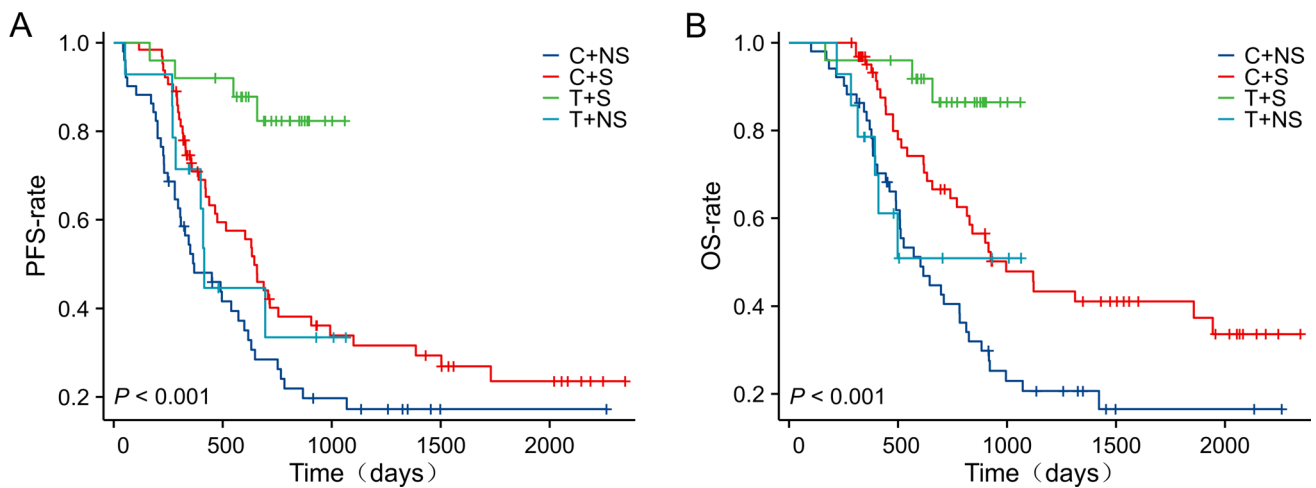 A
PFS-rate
1.0
0.8
0.6
0.4
0.2
C+NS
C+S
T+S
T+NS
P < 0.001
0 500 1000 1500 2000
Time（days）
B
OS-rate
1.0
0.8
0.6
0.4
0.2
C+NS
C+S
T+S
T+NS
P < 0.001
0 500 1000 1500 2000
Time（days）